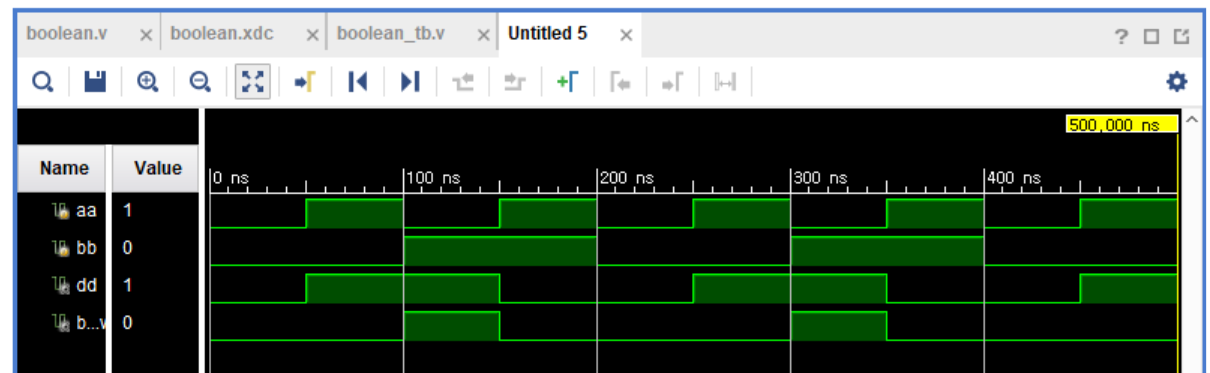 boolean.v × boolean.xdc × boolean_tb.v × Untitled 5 ×
?
500,000 ns
Name Value
0 ns 100 ns 200 ns 300 ns 400 ns
aa 1
bb 0
dd 1
b...v 0